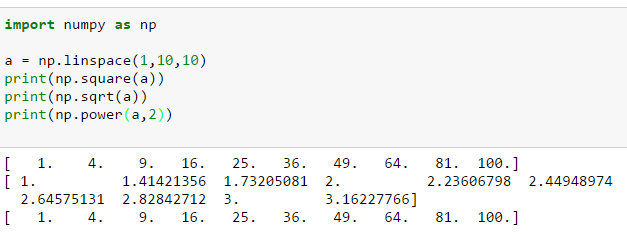 import numpy as np
a = np.linspace(1,10,10)
print(np.square(a))
print(np.sqrt(a))
print(np.power(a,2))
[   1.    4.    9.   16.   25.   36.   49.   64.   81.  100.]
[ 1.          1.41421356  1.73205081  2.          2.23606798  2.44948974
  2.64575131  2.82842712  3.          3.16227766]
[   1.    4.    9.   16.   25.   36.   49.   64.   81.  100.]